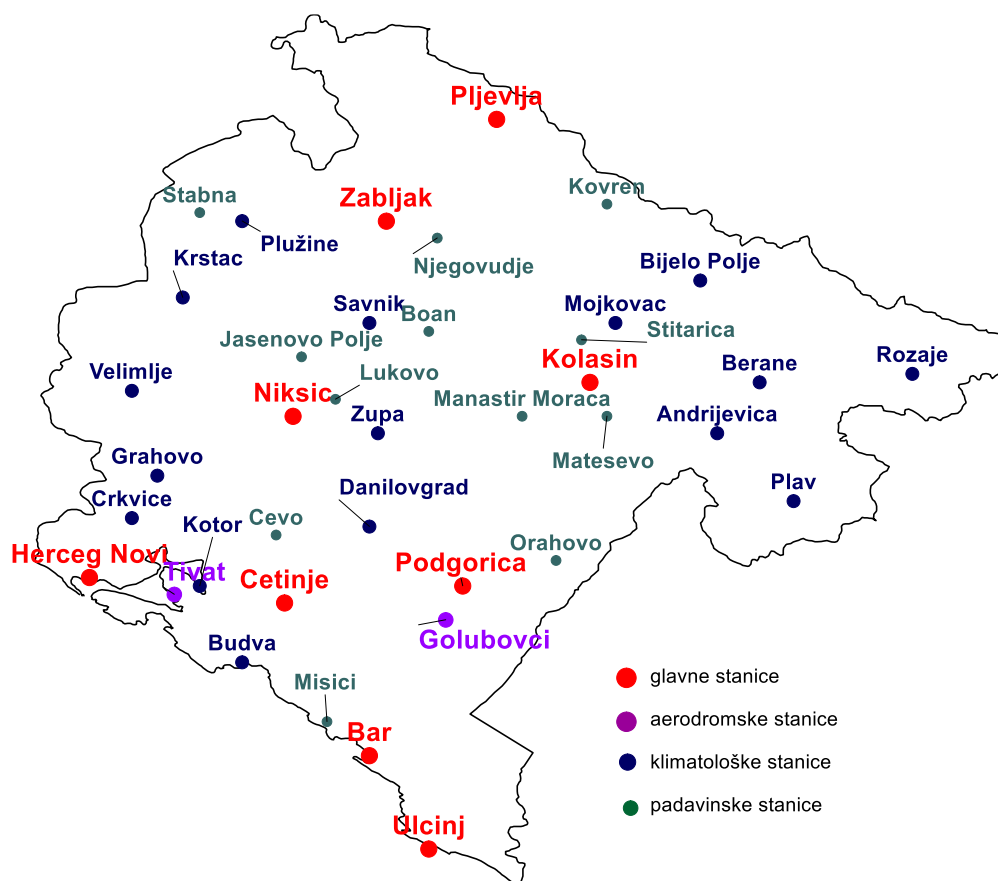 Pljevlja
Kovren
Stabna
Zabljak
Plužine
Krstac
Njegovudje
Bijelo Polje
Savnik
Boan
Mojkovac
Stitarica
Jasenovo Polje
Kolasin
Rozaje
Velimlje
Lukovo
Berane
Niksic
Zupa
Manastir Moraca
Andrijevica
Grahovo
Matesevo
Danilovgrad
Plav
Crkvice
Kotor
Cevo
Orahovo
Herceg Novi
Tivat
Cetinje
Podgorica
Golubovci
Budva
Misici
Bar
Ulcinj
glavne stanice
aerodromske stanice
klimatološke stanice
padavinske stanice